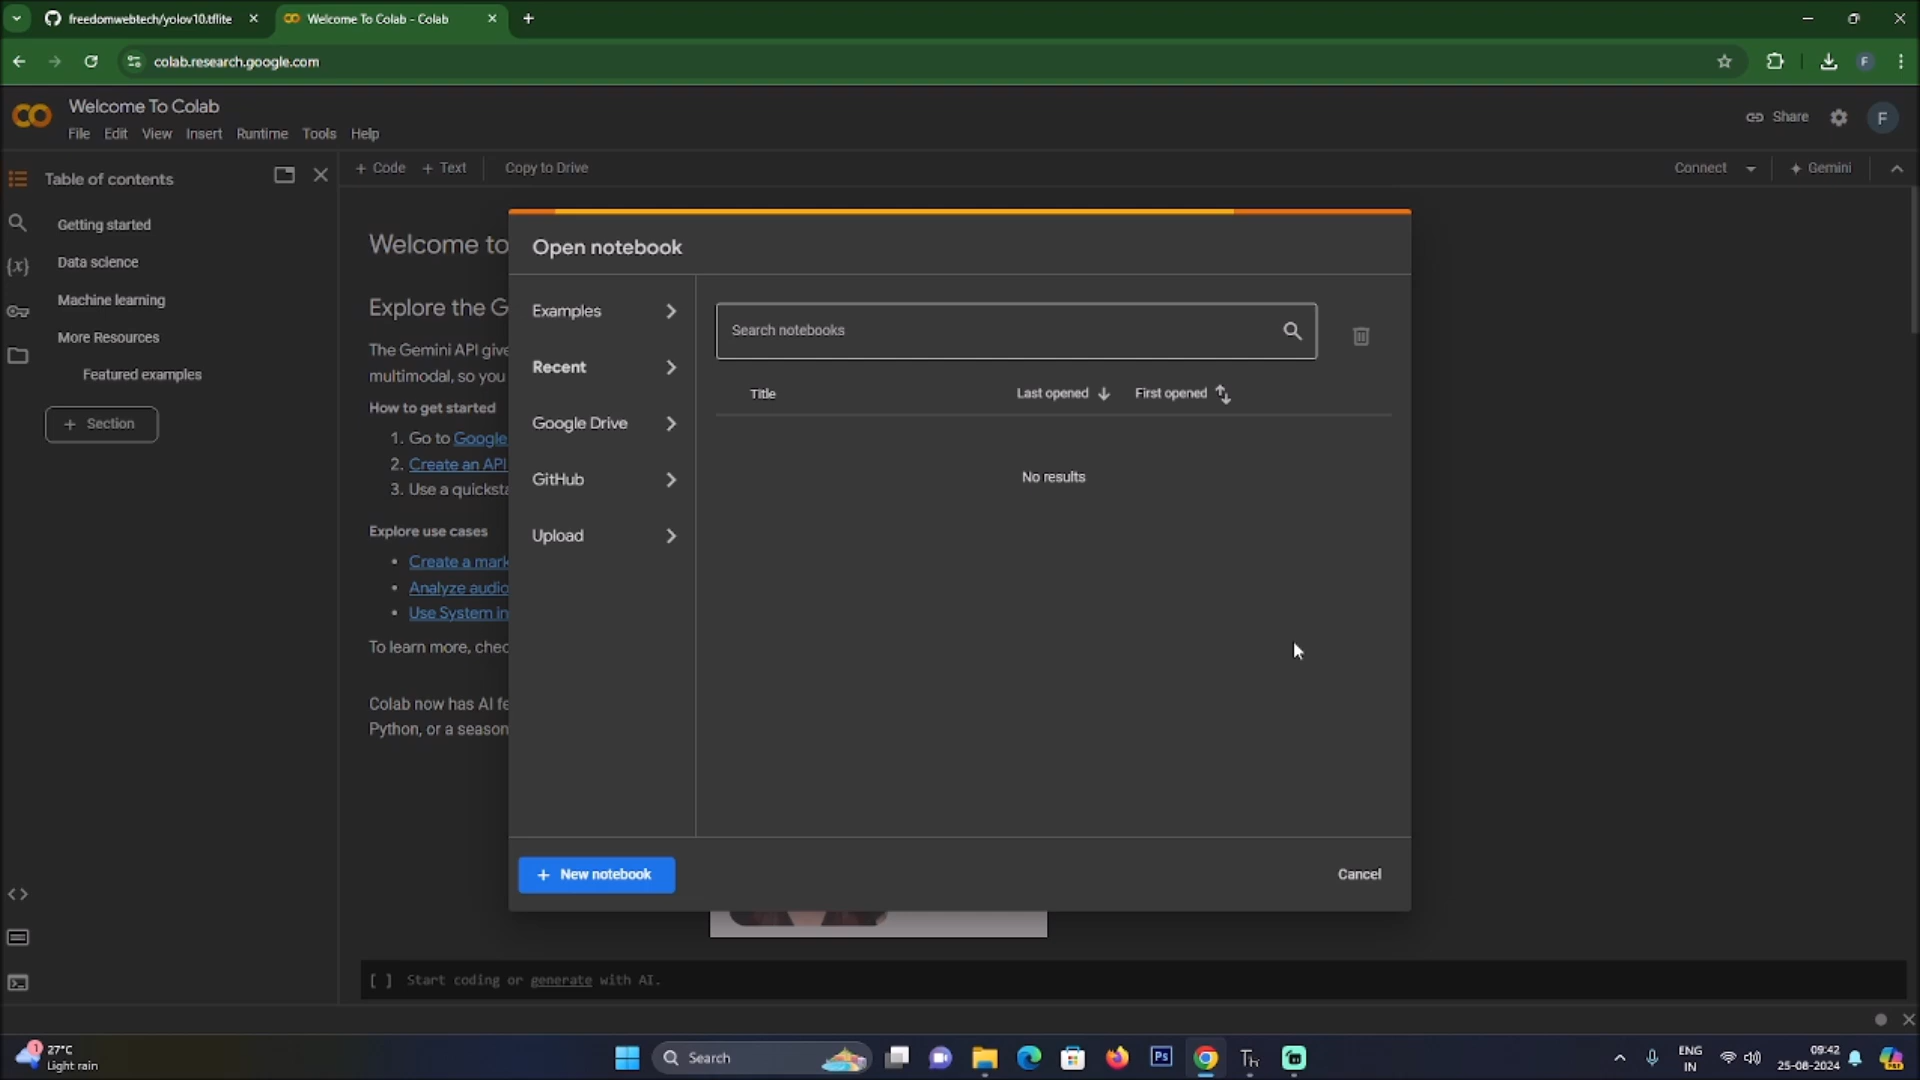 freedomwebtech/yolov10.tflite
Welcome To Colab - Colab
colab.research.google.com
F
Welcome To Colab
File Edit View Insert Runtime Tools Help
Share
F
Table of contents
+ Code + Text Copy to Drive
Connect
Gemini
Getting started
Data science
Machine learning
More Resources
Featured examples
+ Section
Welcome to
Explore the G
The Gemini API give
multimodal, so you
How to get started
1. Go to Google
2. Create an API
3. Use a quicksta
Explore use cases
• Create a mark
• Analyze audio
• Use System in
To learn more, chec
Colab now has AI fe
Python, or a season
Open notebook
Examples
Recent
Google Drive
GitHub
Upload
Search notebooks
Title Last opened First opened
No results
+ New notebook
Cancel
[ ] Start coding or generate with AI.
1
27°C
Light rain
Search
Ps
ENG
IN
09:42
25-08-2024